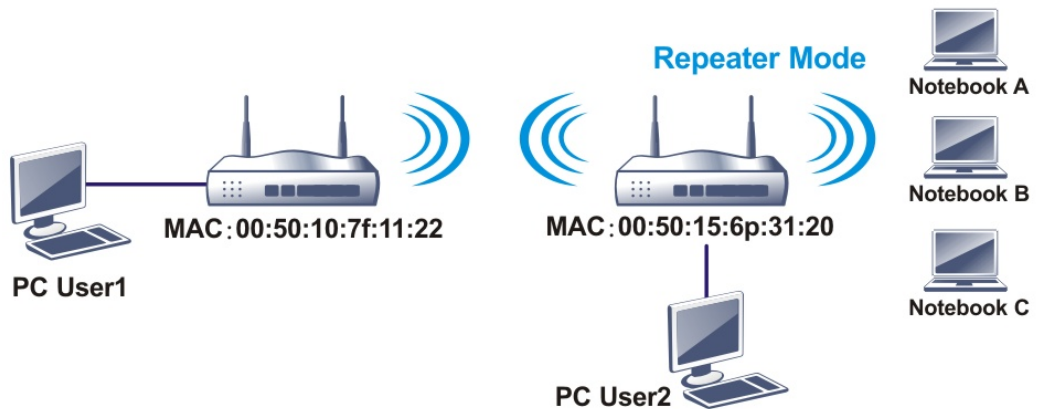 Repeater Mode
Notebook A
Notebook B
MAC:00:50:10:7f:11:22
MAC:00:50:15:6p:31:20
PC User1
Notebook C
PC User2